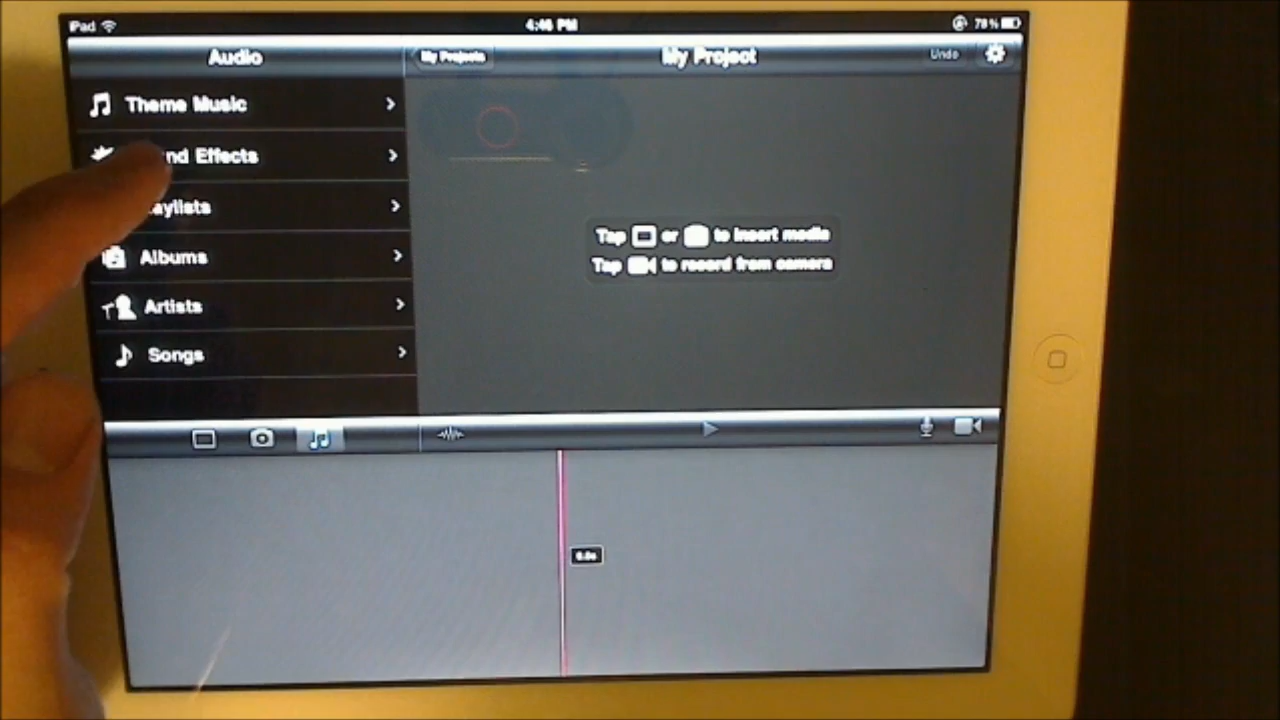 iPad 4:46 PM 78%
Audio My Projects My Project Undo
Theme Music
nd Effects
aylists
Albums
Artists
Songs
Tap or to insert media
Tap to record from camera